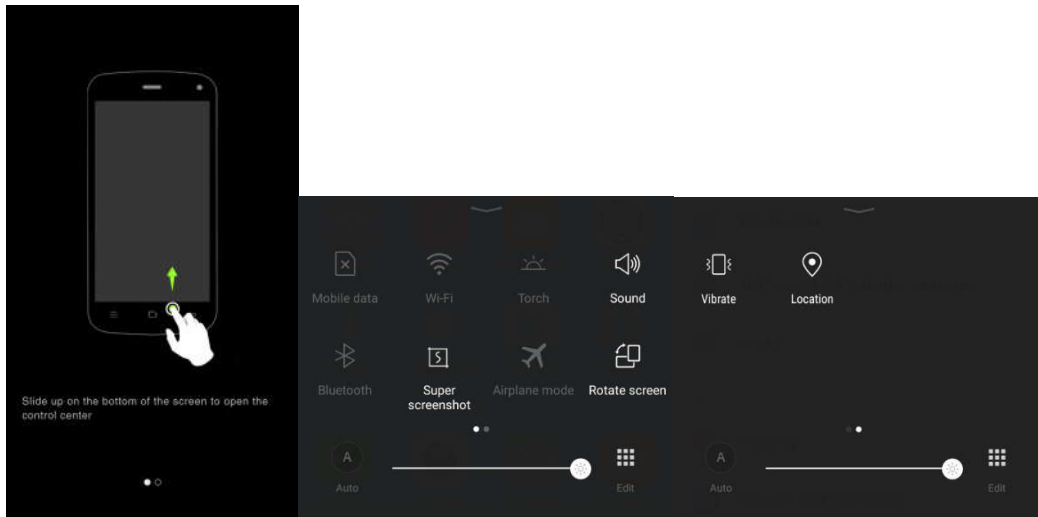 Slide up on the bottom of the screen to open the
control center
Mobile data Wi-Fi Torch Sound
Bluetooth Super screenshot Airplane mode Rotate screen
A
Auto Edit
Vibrate Location
A
Auto Edit